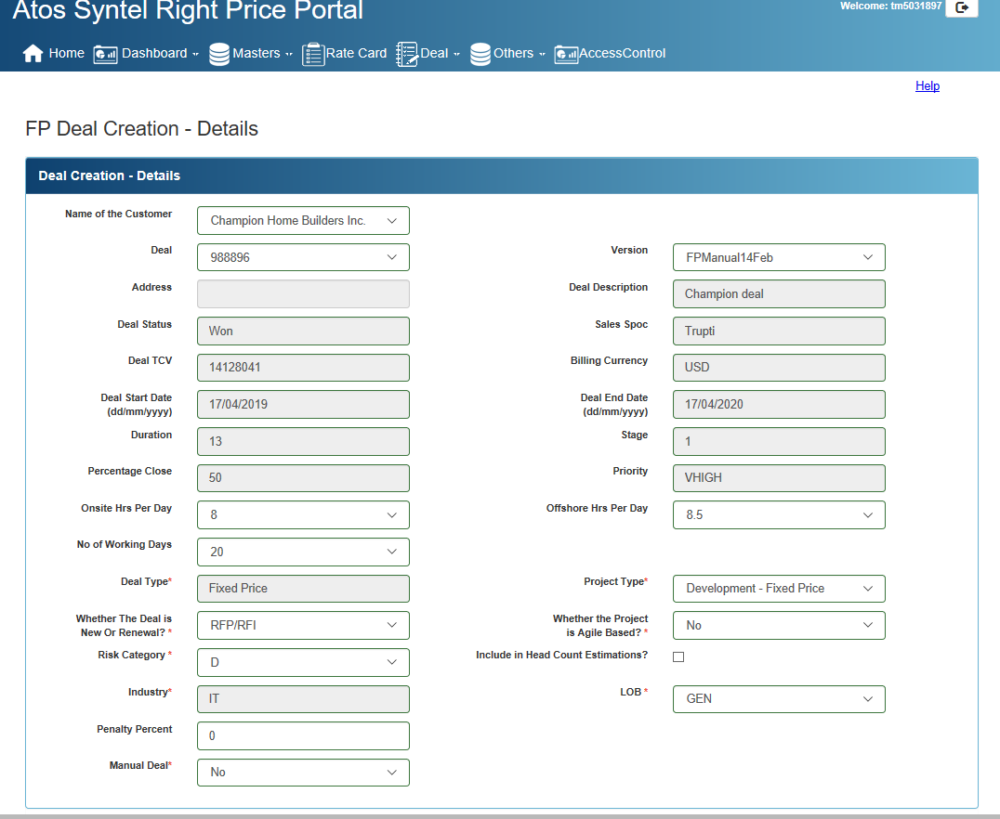 Atos Syntel Right Price Portal
Welcome: tm5031897
Home Dashboard Masters Rate Card Deal Others AccessControl
Help
FP Deal Creation - Details
Deal Creation - Details
Name of the Customer Champion Home Builders Inc.
Deal 988896 Version FPManual14Feb
Address Deal Description Champion deal
Deal Status Won Sales Spoc Trupti
Deal TCV 14128041 Billing Currency USD
Deal Start Date
(dd/mm/yyyy) 17/04/2019
Deal End Date
(dd/mm/yyyy) 17/04/2020
Duration 13 Stage 1
Percentage Close 50 Priority VHIGH
Onsite Hrs Per Day 8 Offshore Hrs Per Day 8.5
No of Working Days 20
Deal Type* Fixed Price Project Type* Development - Fixed Price
Whether The Deal is
New Or Renewal? * RFP/RFI
Whether the Project
is Agile Based? * No
Risk Category * D Include in Head Count Estimations?
Industry* IT LOB * GEN
Penalty Percent 0
Manual Deal* No